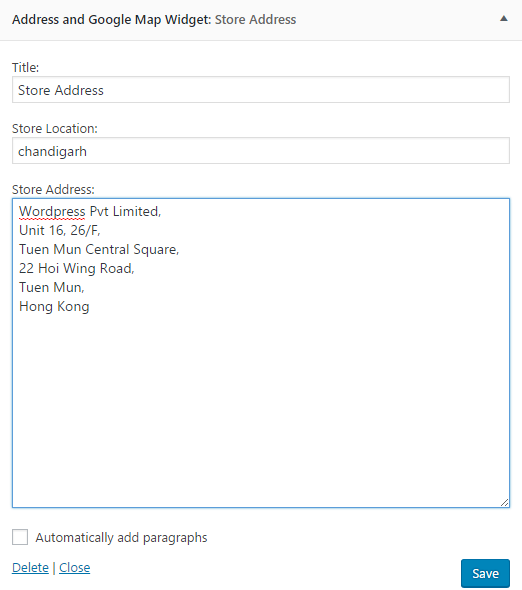 Address and Google Map Widget: Store Address
Title:
Store Address
Store Location:
chandigarh
Store Address:
Wordpress Pvt Limited,
Unit 16, 26/F,
Tuen Mun Central Square,
22 Hoi Wing Road,
Tuen Mun,
Hong Kong
Automatically add paragraphs
Delete | Close
Save